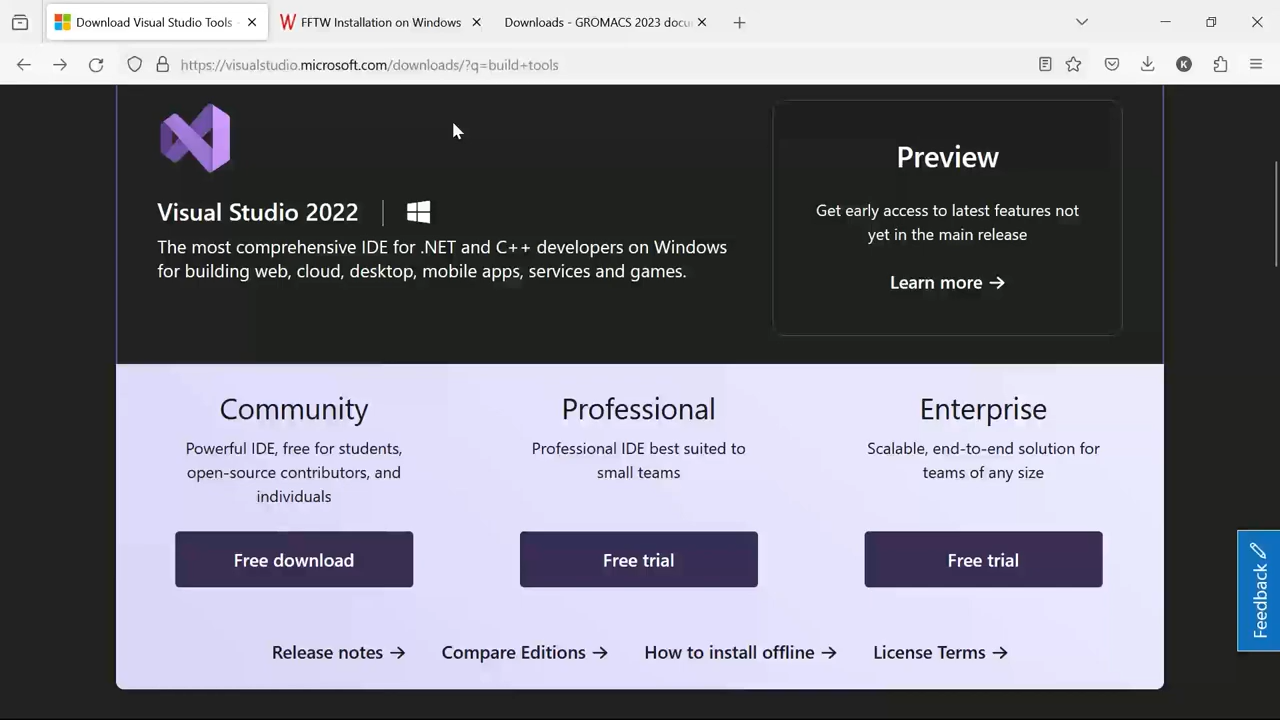 Download Visual Studio Tools
FFTW Installation on Windows
Downloads - GROMACS 2023 docu
https://visualstudio.microsoft.com/downloads/?q=build+tools
K
Visual Studio 2022
The most comprehensive IDE for .NET and C++ developers on Windows
for building web, cloud, desktop, mobile apps, services and games.
Preview
Get early access to latest features not
yet in the main release
Learn more →
Community
Powerful IDE, free for students,
open-source contributors, and
individuals
Free download
Professional
Professional IDE best suited to
small teams
Free trial
Enterprise
Scalable, end-to-end solution for
teams of any size
Free trial
Release notes →
Compare Editions →
How to install offline →
License Terms →
Feedback